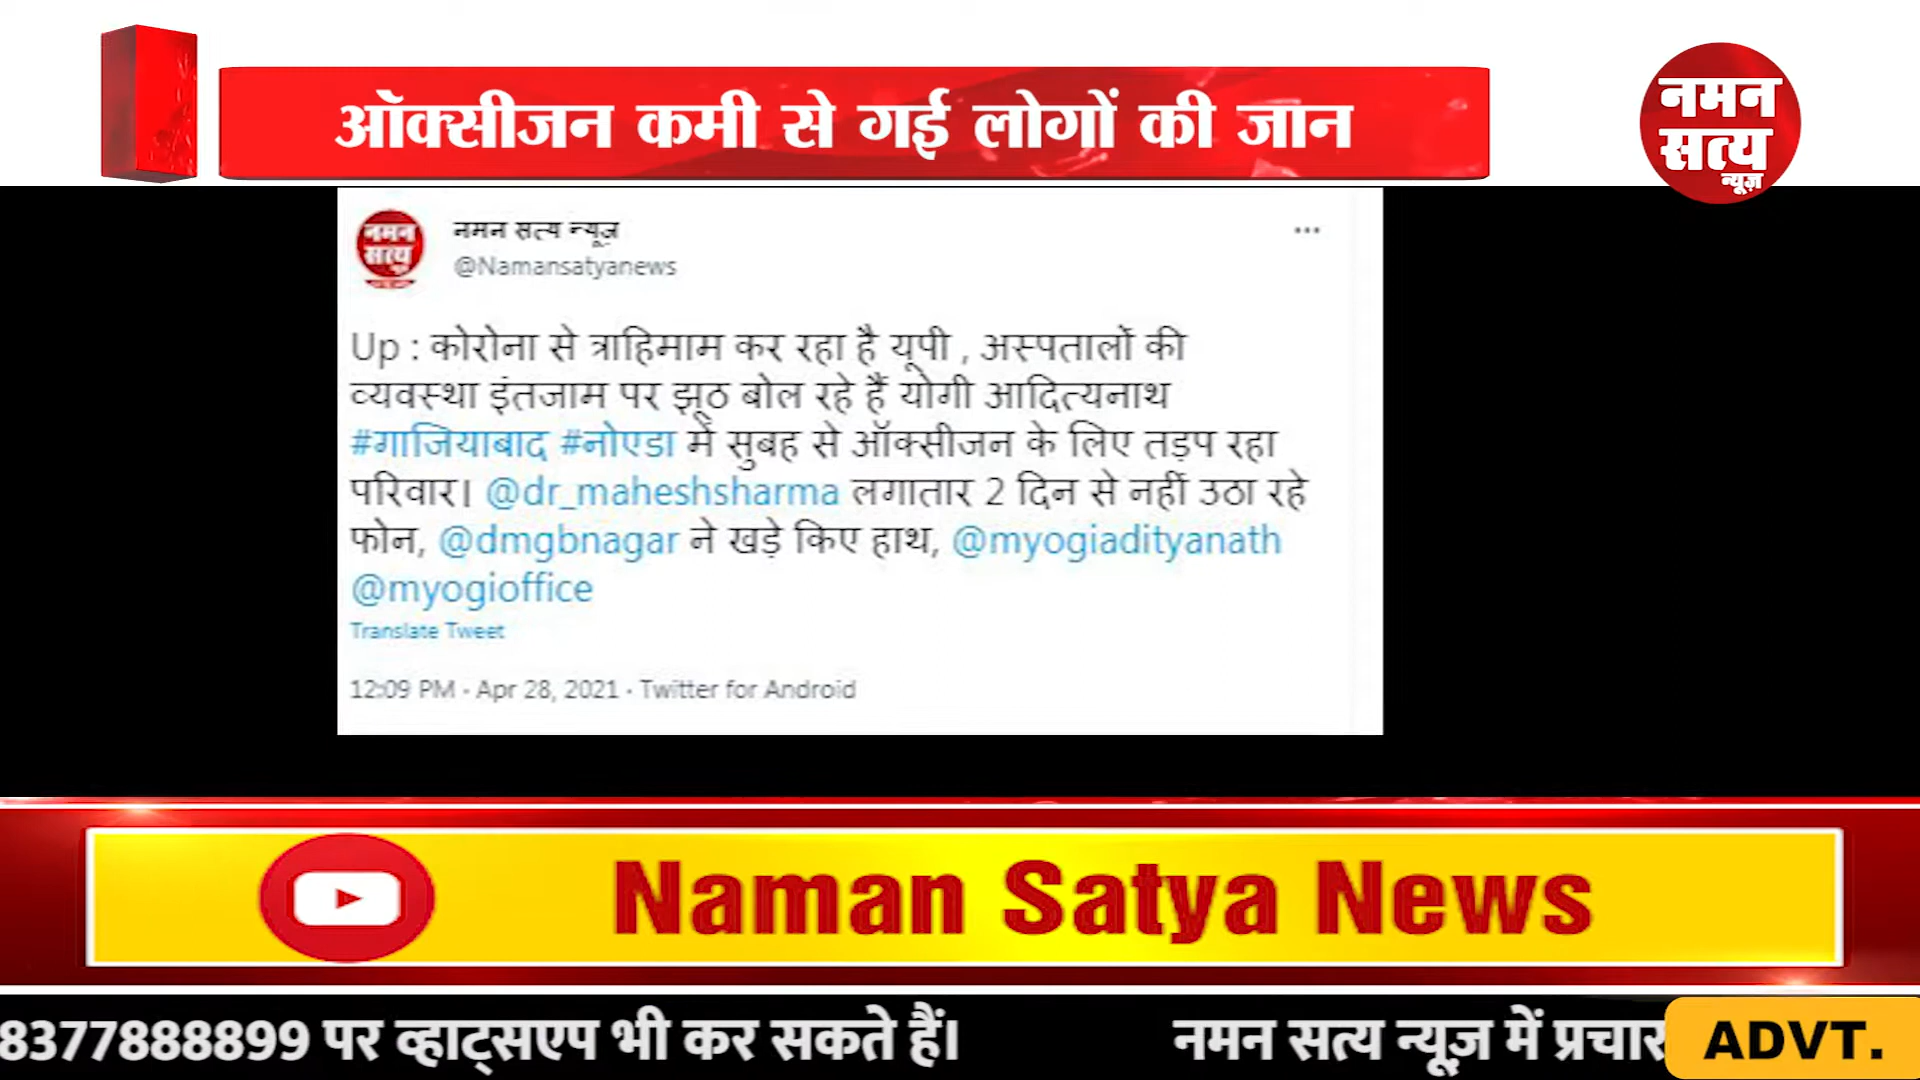 ऑक्सीजन कमी से गई लोगों की जान
नमन
सत्य
न्यूज़
नमन
सत्य
नमन सत्य न्यूज़
@Namansatyanews
Up : कोरोना से त्राहिमाम कर रहा है यूपी , अस्पतालों की
व्यवस्था इंतजाम पर झूठ बोल रहे हैं योगी आदित्यनाथ
#गाजियाबाद #नोएडा में सुबह से ऑक्सीजन के लिए तड़प रहा
परिवार। @dr_maheshsharma लगातार 2 दिन से नहीं उठा रहे
फोन, @dmgbnagar ने खड़े किए हाथ, @myogiadityanath
@myogioffice
Translate Tweet
12:09 PM · Apr 28, 2021 · Twitter for Android
Naman Satya News
8377888899 पर व्हाट्सएप भी कर सकते हैं। नमन सत्य न्यूज़ में प्रचार ADVT.